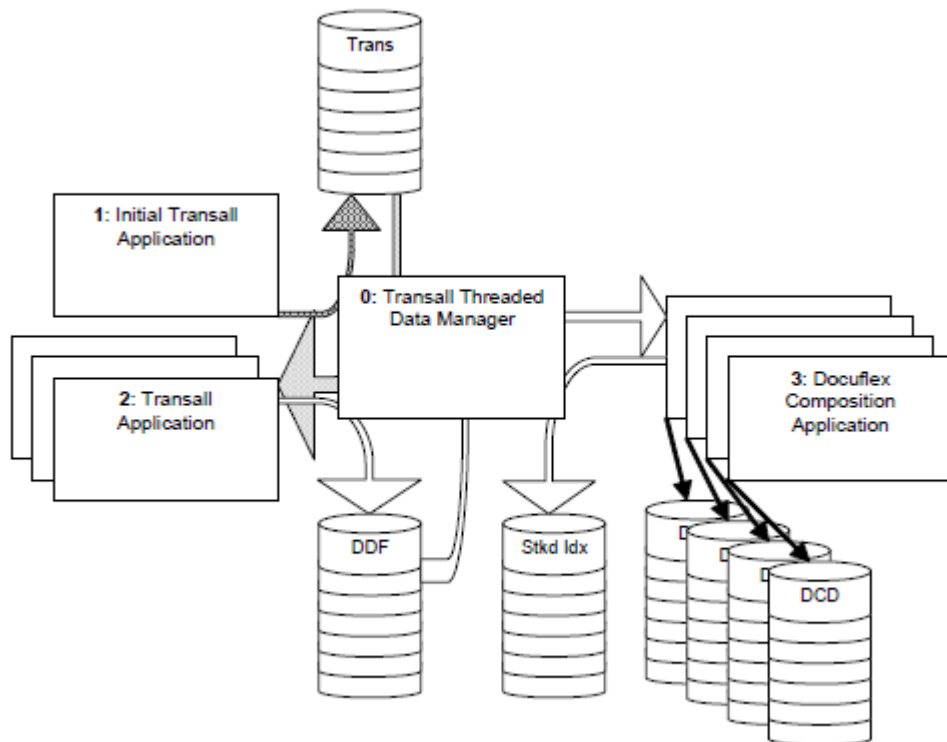 Trans
1: Initial Transall
Application
0: Transall Threaded
Data Manager
2: Transall
Application
3: Docuflex
Composition
Application
DDF
Stkd Idx
D
D
D
DCD